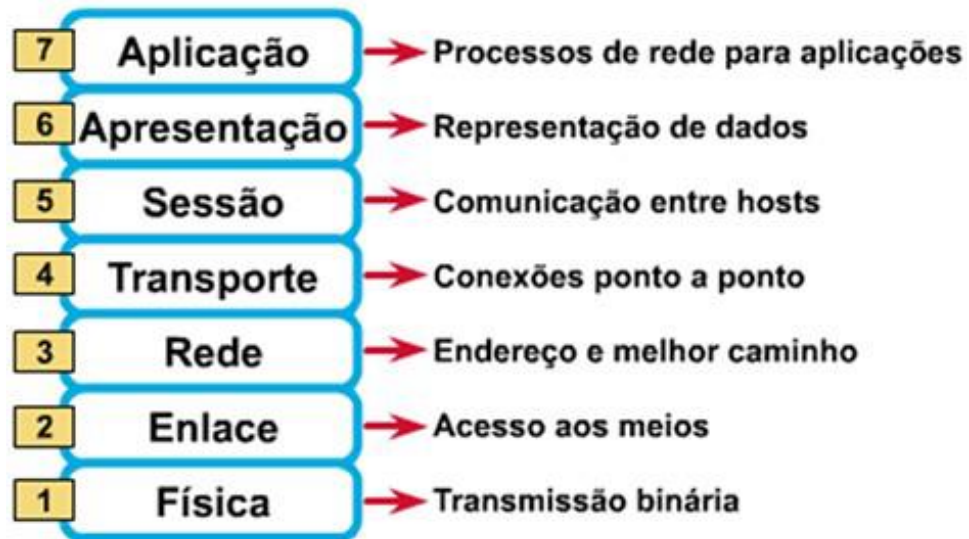 7 Aplicação Processos de rede para aplicações
6 Apresentação Representação de dados
5 Sessão Comunicação entre hosts
4 Transporte Conexões ponto a ponto
3 Rede Endereço e melhor caminho
2 Enlace Acesso aos meios
1 Física Transmissão binária